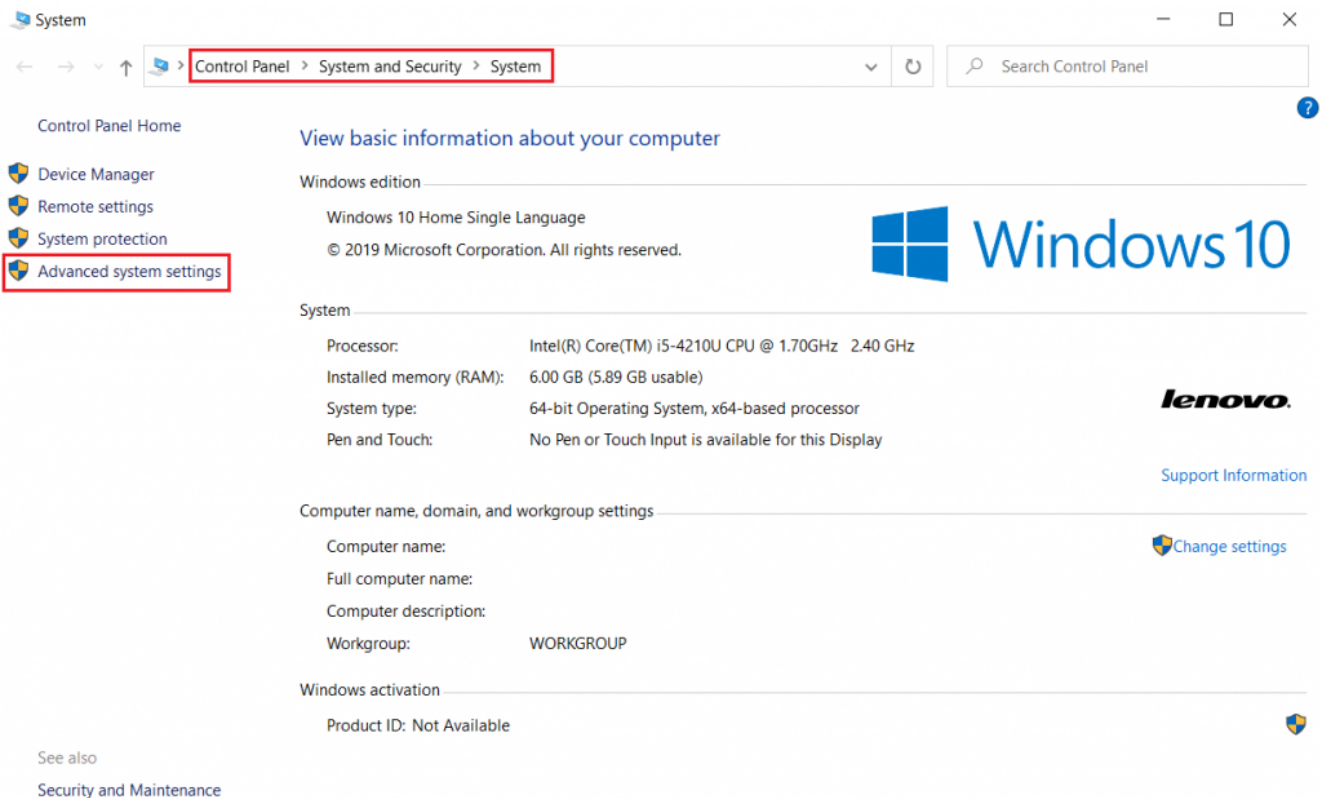 System
Control Panel > System and Security > System
Search Control Panel
?
Control Panel Home
Device Manager
Remote settings
System protection
Advanced system settings
View basic information about your computer
Windows edition
Windows 10 Home Single Language
© 2019 Microsoft Corporation. All rights reserved.
Windows 10
System
Processor: Intel(R) Core(TM) i5-4210U CPU @ 1.70GHz 2.40 GHz
Installed memory (RAM): 6.00 GB (5.89 GB usable)
System type: 64-bit Operating System, x64-based processor
Pen and Touch: No Pen or Touch Input is available for this Display
lenovo.
Support Information
Computer name, domain, and workgroup settings
Computer name:
Change settings
Full computer name:
Computer description:
Workgroup: WORKGROUP
Windows activation
Product ID: Not Available
See also
Security and Maintenance